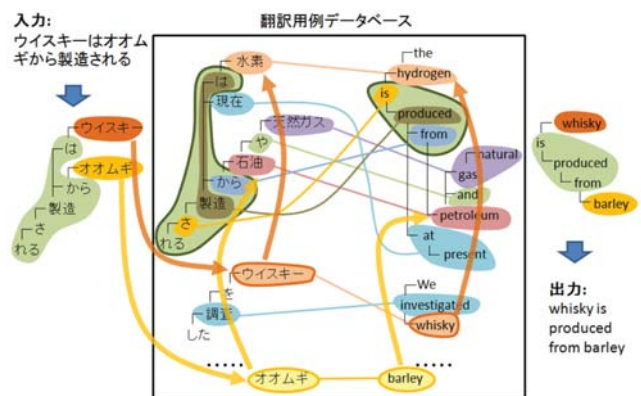 入力:
ウイスキーはオオム
ギから製造される
ウイスキー
は
オオムギ
から
製造
さ
れる
翻訳用例データベース
水素
は
現在
天然ガス
や
石油
から
製造
さ
れる
ウイスキー
を
調査
した
.....
オオムギ
the
hydrogen
is
produced
from
natural
gas
and
petroleum
at
present
We
investigated
whisky
.....
barley
whisky
is
produced
from
barley
出力:
whisky is
produced
from barley